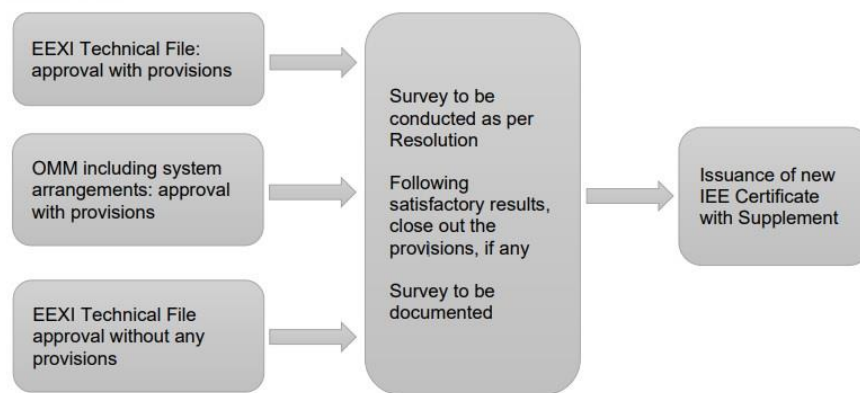 EEXI Technical File:
approval with provisions
OMM including system
arrangements: approval
with provisions
EEXI Technical File
approval without any
provisions
Survey to be
conducted as per
Resolution
Following
satisfactory results,
close out the
provisions, if any
Survey to be
documented
Issuance of new
IEE Certificate
with Supplement